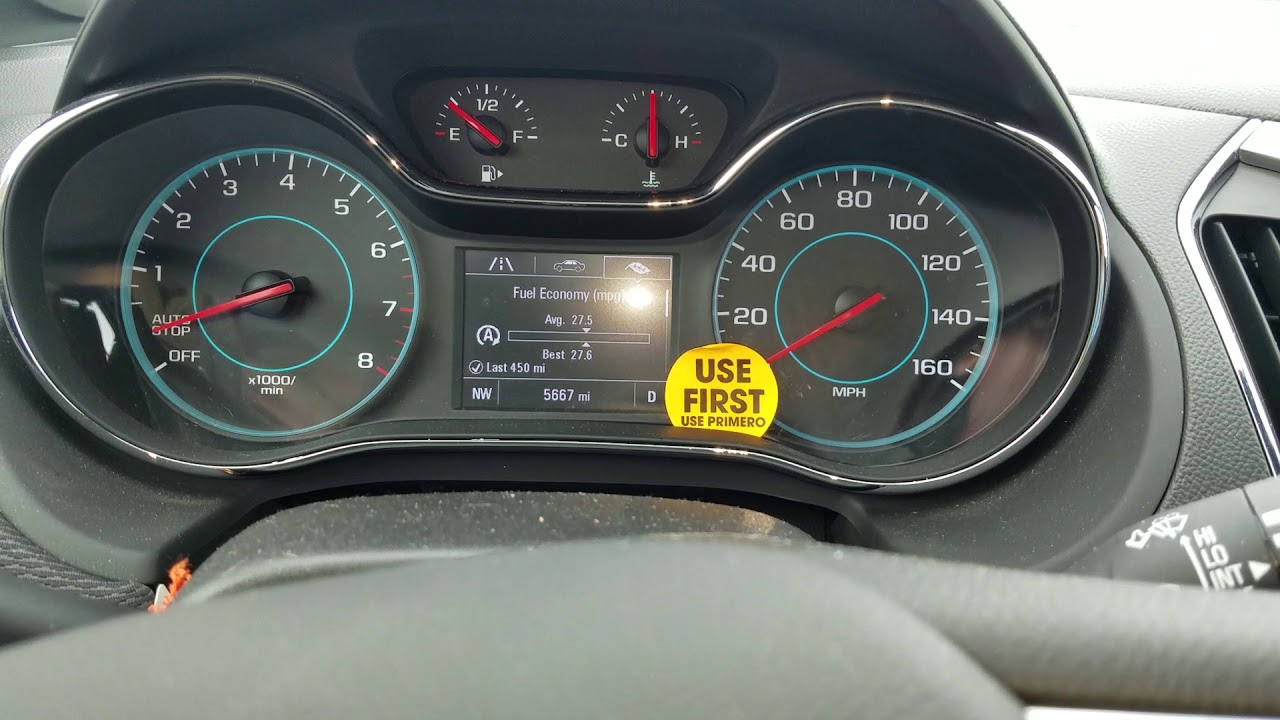 1/2
E F
C H
1 2 3 4 5 6 7 8
AUTO
STOP
OFF
x1000/
min
Fuel Economy (mpg)
Avg. 27.5
A
Best 27.6
Last 450 mi
NW 5667 mi D
20 40 60 80 100 120 140 160
MPH
USE
FIRST
USE PRIMERO
HI
LO
INT